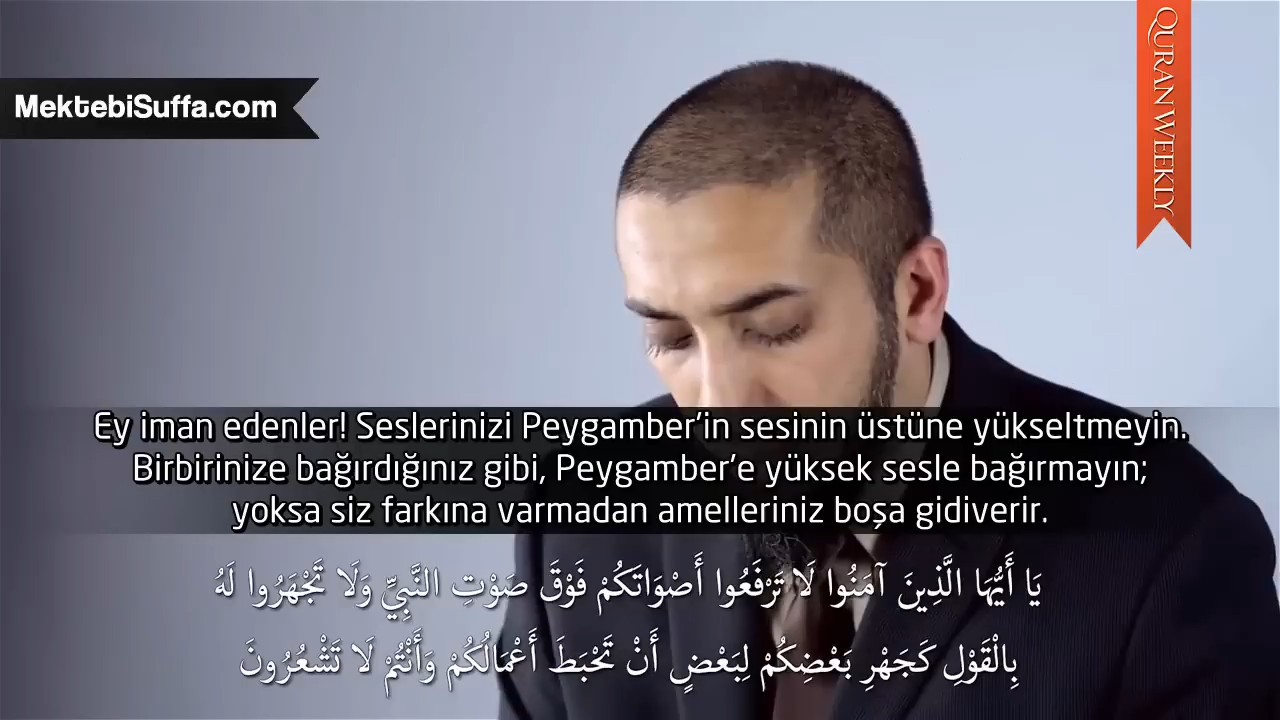 MektebiSuffa.com
QURAN WEEKLY
Ey iman edenler! Seslerinizi Peygamber'in sesinin üstüne yükseltmeyin.
Birbirinize bağırdığınız gibi, Peygamber'e yüksek sesle bağırmayın;
yoksa siz farkına varmadan amelleriniz boşa gidiverir.
يَا أَيُّهَا الَّذِينَ آمَنُوا لَا تَرْفَعُوا أَصْوَاتَكُمْ فَوْقَ صَوْتِ النَّبِيِّ وَلَا تَجْهَرُوا لَهُ
بِالْقَوْلِ كَجَهْرِ بَعْضِكُمْ لِبَعْضٍ أَنْ تَحْبَطَ أَعْمَالُكُمْ وَأَنْتُمْ لَا تَشْعُرُونَ